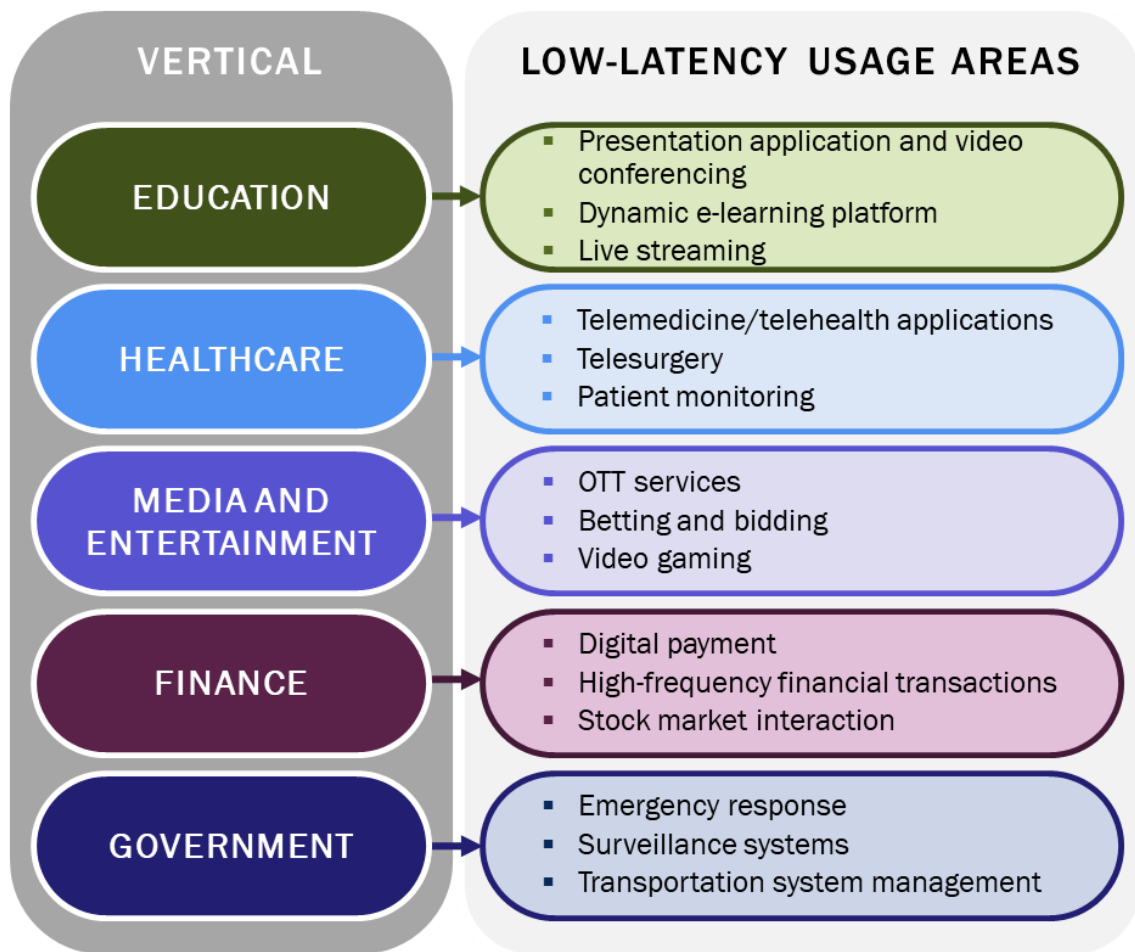 VERTICAL
LOW-LATENCY USAGE AREAS
EDUCATION
▪ Presentation application and video
conferencing
▪ Dynamic e-learning platform
▪ Live streaming
HEALTHCARE
▪ Telemedicine/telehealth applications
▪ Telesurgery
▪ Patient monitoring
MEDIA AND
ENTERTAINMENT
▪ OTT services
▪ Betting and bidding
▪ Video gaming
FINANCE
▪ Digital payment
▪ High-frequency financial transactions
▪ Stock market interaction
GOVERNMENT
▪ Emergency response
▪ Surveillance systems
▪ Transportation system management